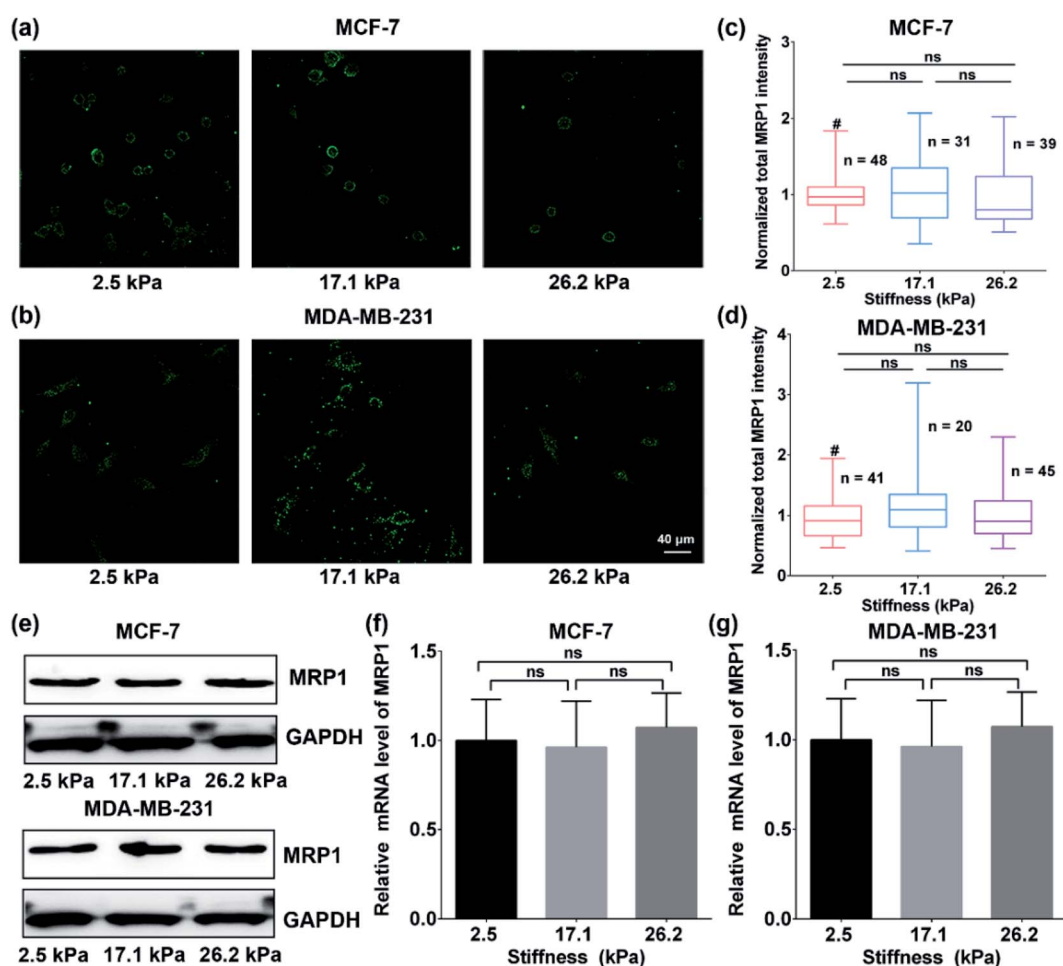 (a)
MCF-7
2.5 kPa
17.1 kPa
26.2 kPa
(b)
MDA-MB-231
40 µm
2.5 kPa
17.1 kPa
26.2 kPa
(c)
MCF-7
Normalized total MRP1 intensity
3
2
1
0
ns
ns
ns
#
n = 48
n = 31
n = 39
2.5
17.1
26.2
Stiffness (kPa)
(d)
MDA-MB-231
Normalized total MRP1 intensity
4
3
2
1
0
ns
ns
ns
#
n = 41
n = 20
n = 45
2.5
17.1
26.2
Stiffness (kPa)
(e)
MCF-7
MRP1
GAPDH
2.5 kPa 17.1 kPa 26.2 kPa
MDA-MB-231
MRP1
GAPDH
2.5 kPa 17.1 kPa 26.2 kPa
(f)
MCF-7
Relative mRNA level of MRP1
1.5
1.0
0.5
0.0
ns
ns
ns
2.5
17.1
26.2
Stiffness (kPa)
(g)
MDA-MB-231
Relative mRNA level of MRP1
1.5
1.0
0.5
0.0
ns
ns
ns
2.5
17.1
26.2
Stiffness (kPa)